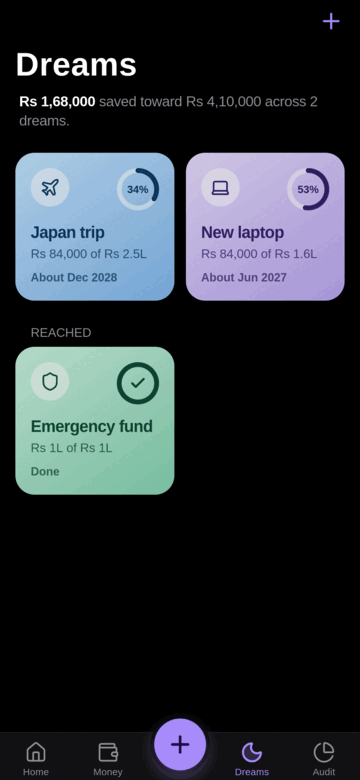 Dreams
Rs 1,68,000 saved toward Rs 4,10,000 across 2
dreams.
34%
Japan trip
Rs 84,000 of Rs 2.5L
About Dec 2028
53%
New laptop
Rs 84,000 of Rs 1.6L
About Jun 2027
REACHED
Emergency fund
Rs 1L of Rs 1L
Done
Home
Money
Dreams
Audit